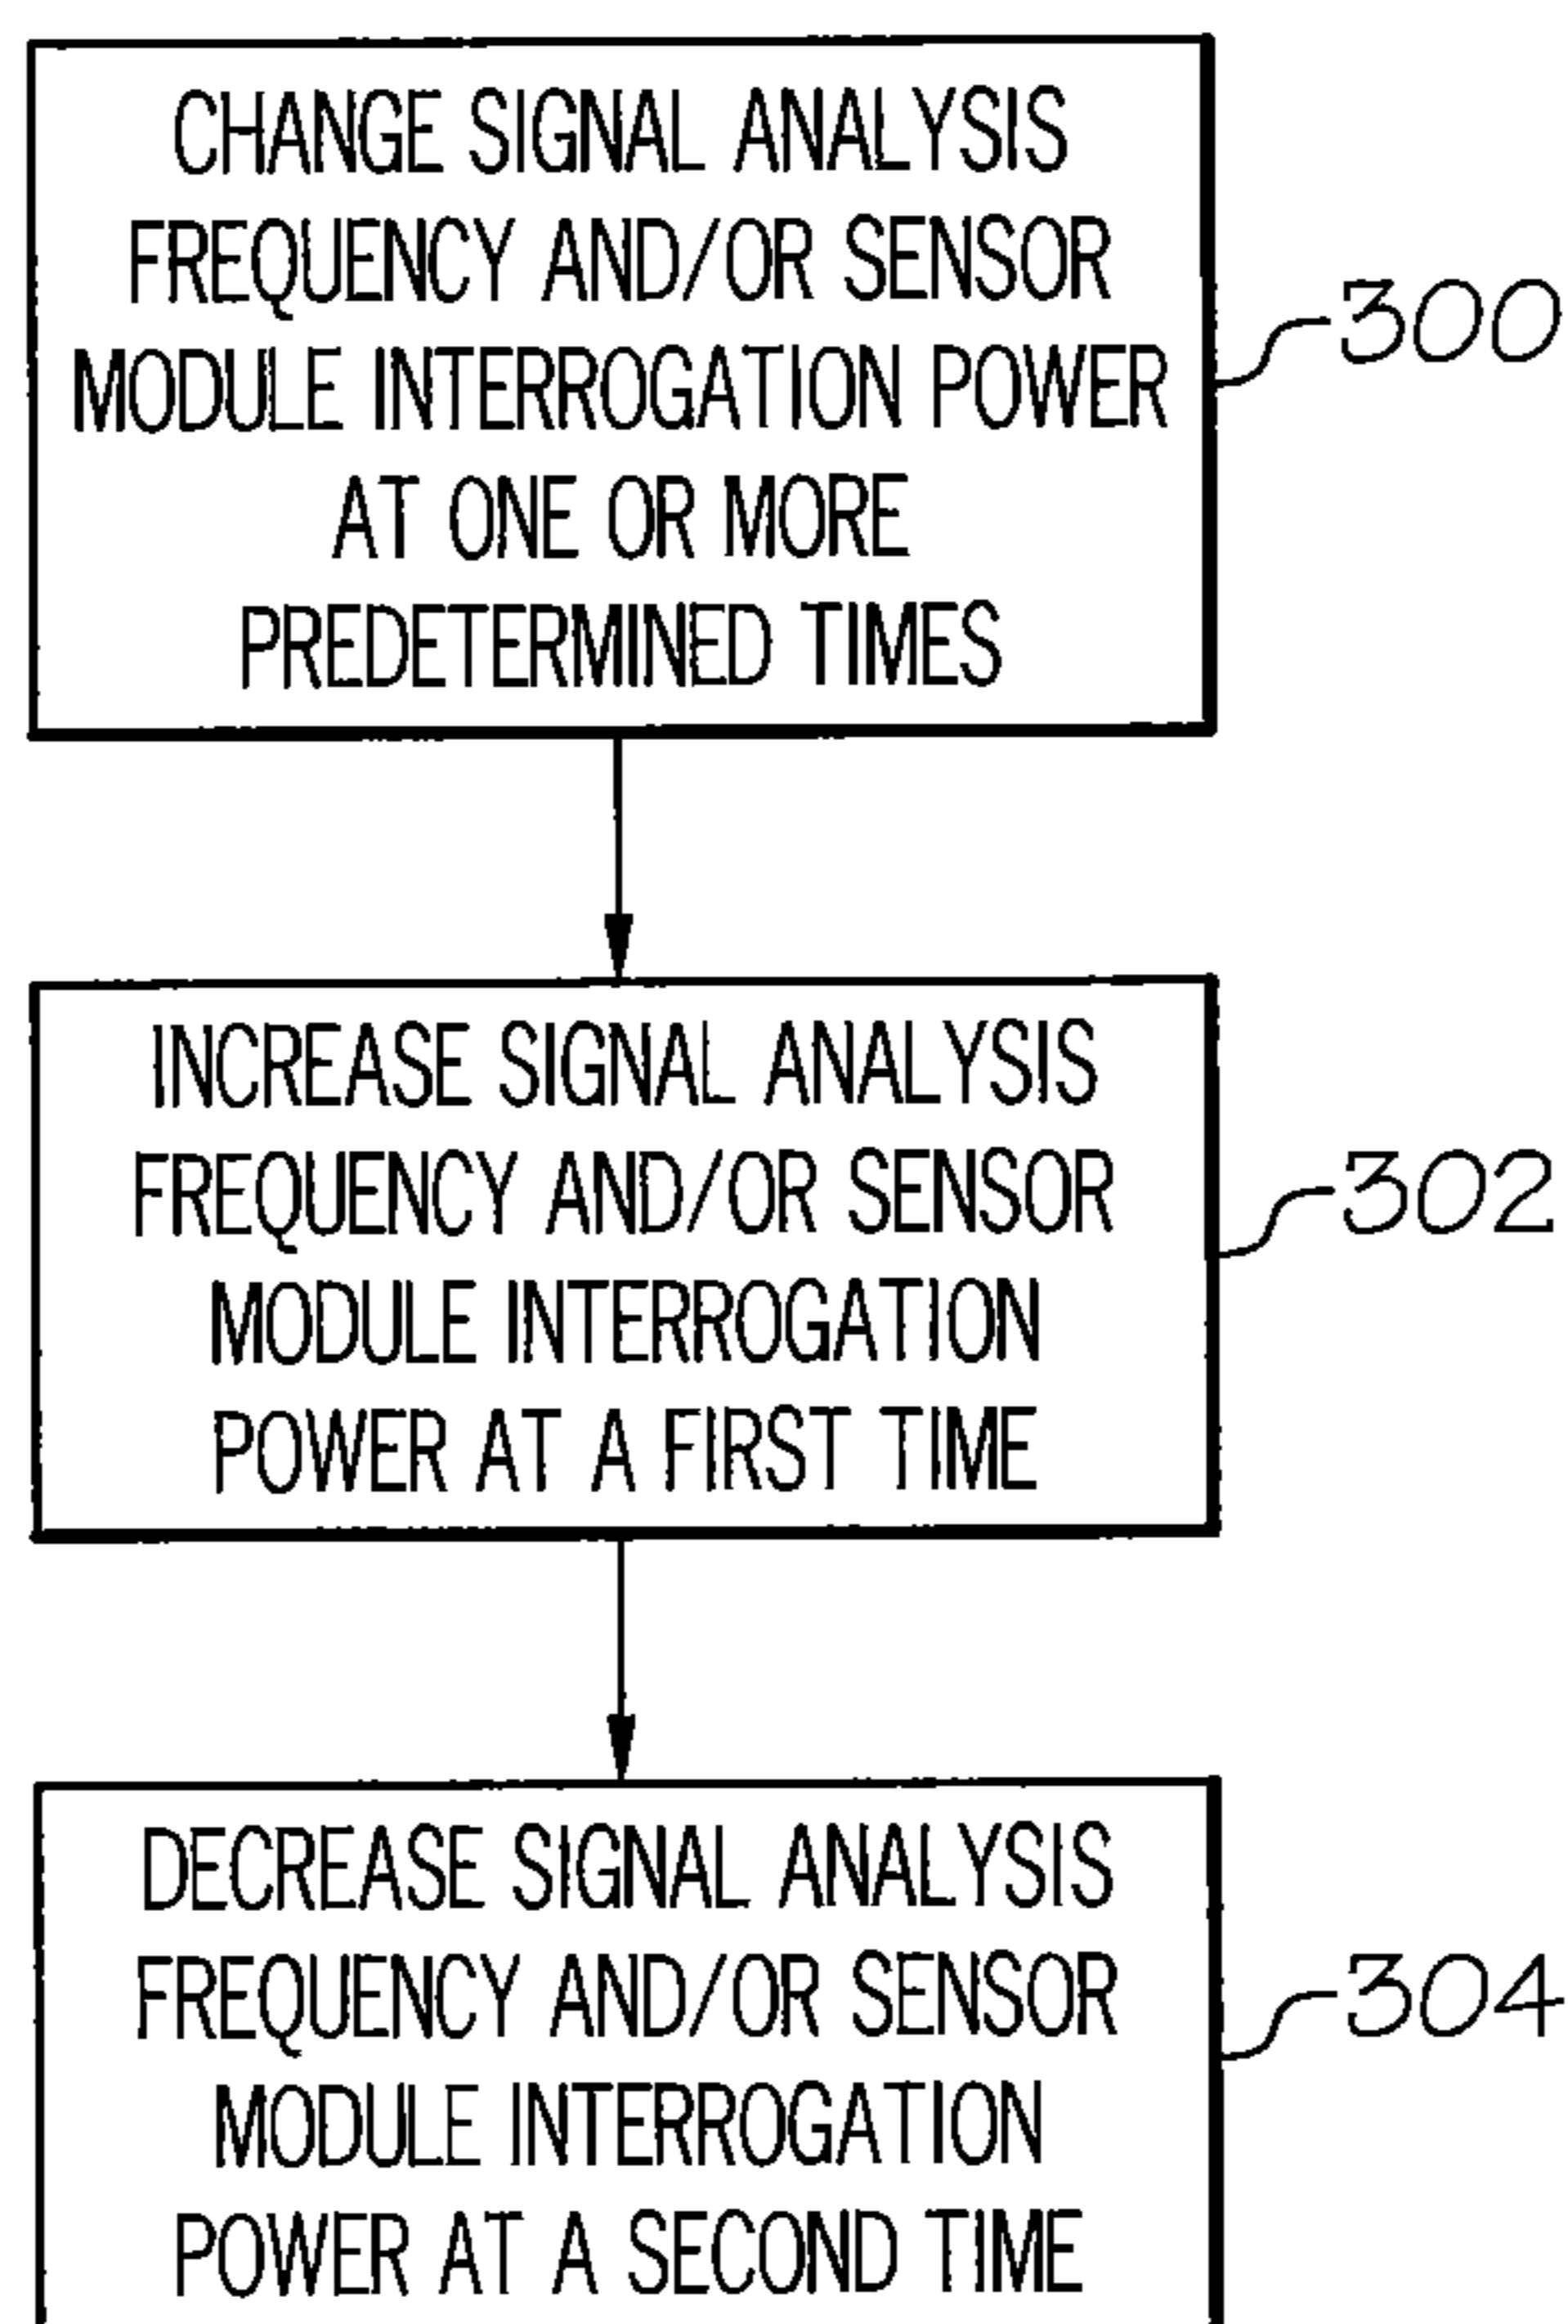 CHANGE SIGNAL ANALYSIS
FREQUENCY AND/OR SENSOR
MODULE INTERROGATION POWER
AT ONE OR MORE
PREDETERMINED TIMES
300
INCREASE SIGNAL ANALYSIS
FREQUENCY AND/OR SENSOR
MODULE INTERROGATION
POWER AT A FIRST TIME
302
DECREASE SIGNAL ANALYSIS
FREQUENCY AND/OR SENSOR
MODULE INTERROGATION
POWER AT A SECOND TIME
304